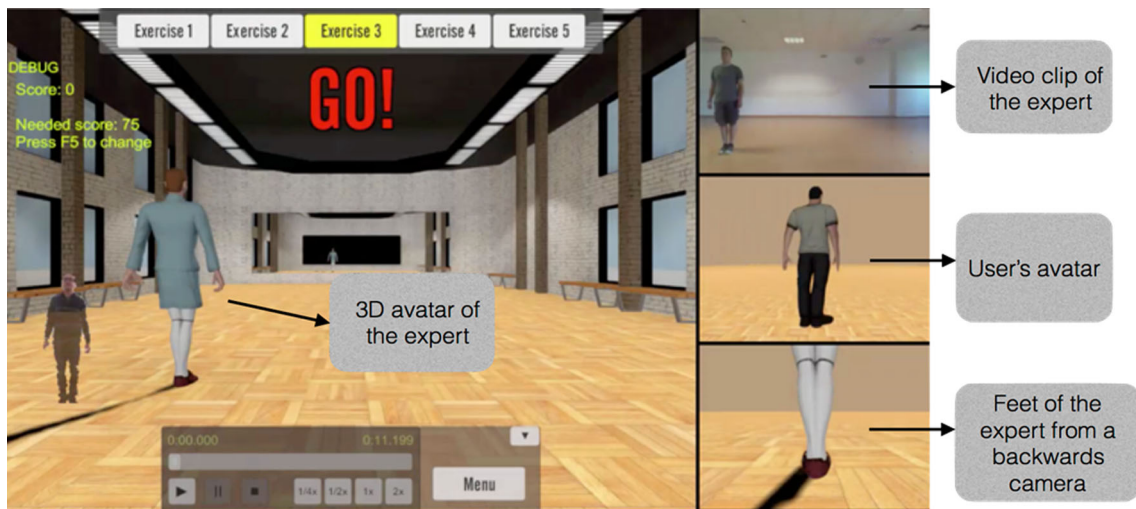 Exercise 1
Exercise 2
Exercise 3
Exercise 4
Exercise 5
DEBUG
Score: 0
Needed score: 75
Press F5 to change
GO!
Video clip of
the expert
User's avatar
3D avatar of
the expert
Feet of the
expert from a
backwards
camera
0:00.000
0:11.199
1/4x
1/2x
1x
2x
Menu